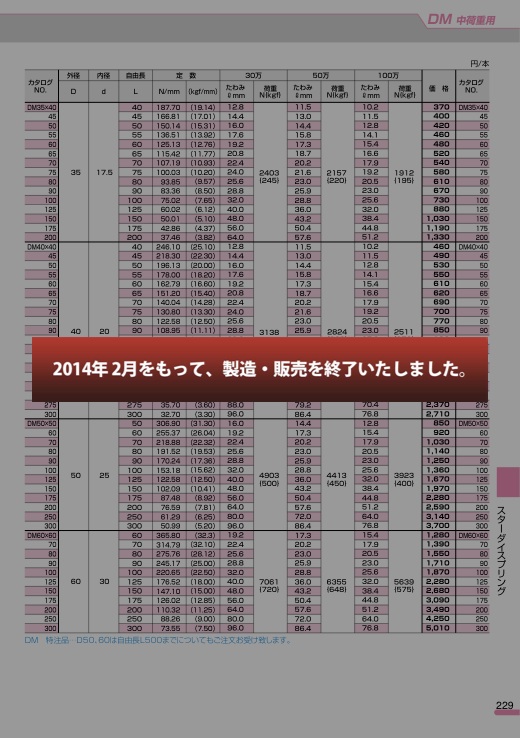 DM 中荷重用
円/本
カタログNO. 外径 D 内径 d 自由長 L 定 数 N/mm (kgf/mm) 30万 たわみ ℓmm 荷重 N(kgf) 50万 たわみ ℓmm 荷重 N(kgf) 100万 たわみ ℓmm 荷重 N(kgf) 価 格 カタログNO.
DM35×40 40 187.70 (19.14) 12.8 11.5 10.2 370 DM35×40
45 45 166.81 (17.01) 14.4 13.0 11.5 400 45
50 50 150.14 (15.31) 16.0 14.4 12.8 420 50
55 55 136.51 (13.92) 17.6 15.8 14.1 460 55
60 60 125.13 (12.76) 19.2 17.3 15.4 480 60
65 65 115.42 (11.77) 20.8 18.7 16.6 520 65
70 70 107.19 (10.93) 22.4 20.2 17.9 540 70
75 35 17.5 75 100.03 (10.20) 24.0 2403 (245) 21.6 2157 (220) 19.2 1912 (195) 580 75
80 80 93.85 (9.57) 25.6 23.0 20.5 610 80
90 90 83.36 (8.50) 28.8 25.9 23.0 670 90
100 100 75.02 (7.65) 32.0 28.8 25.6 730 100
125 125 60.02 (6.12) 40.0 36.0 32.0 880 125
150 150 50.01 (5.10) 48.0 43.2 38.4 1,030 150
175 175 42.86 (4.37) 56.0 50.4 44.8 1,190 175
200 200 37.46 (3.82) 64.0 57.6 51.2 1,330 200
DM40×40 40 246.10 (25.10) 12.8 11.5 10.2 460 DM40×40
45 45 218.30 (22.30) 14.4 13.0 11.5 490 45
50 50 196.13 (20.00) 16.0 14.4 12.8 530 50
55 55 178.00 (18.20) 17.6 15.8 14.1 550 55
60 60 162.79 (16.60) 19.2 17.3 15.4 610 60
65 65 151.20 (15.40) 20.8 18.7 16.6 620 65
70 70 140.04 (14.28) 22.4 20.2 17.9 690 70
75 75 130.80 (13.30) 24.0 21.6 19.2 700 75
80 80 122.58 (12.50) 25.6 23.0 20.5 770 80
90 40 20 90 108.95 (11.11) 28.8 3138 25.9 2824 23.0 2511 850 90
2014年 2月をもって、製造・販売を終了いたしました。
275 275 35.70 (3.60) 88.0 79.2 70.4 2,370 275
300 300 32.70 (3.30) 96.0 86.4 76.8 2,710 300
DM50×50 50 306.80 (31.30) 16.0 14.4 12.8 850 DM50×50
60 60 255.37 (26.04) 19.2 17.3 15.4 920 60
70 70 218.88 (22.32) 22.4 20.2 17.9 1,030 70
80 80 191.52 (19.53) 25.6 23.0 20.5 1,140 80
90 90 170.24 (17.36) 28.8 25.9 23.0 1,250 90
100 100 153.18 (15.62) 32.0 28.8 25.6 1,360 100
125 50 25 125 122.58 (12.50) 40.0 4903 (500) 36.0 4413 (450) 32.0 3923 (400) 1,670 125
150 150 102.09 (10.41) 48.0 43.2 38.4 1,970 150
175 175 87.48 (8.92) 56.0 50.4 44.8 2,280 175
200 200 76.59 (7.81) 64.0 57.6 51.2 2,590 200
250 250 61.29 (6.25) 80.0 72.0 64.0 3,140 250
300 300 50.99 (5.20) 96.0 86.4 76.8 3,700 300
DM60×60 60 365.80 (32.3) 19.2 17.3 15.4 1,280 DM60×60
70 70 314.79 (32.10) 22.4 20.2 17.9 1,390 70
80 80 275.76 (28.12) 25.6 23.0 20.5 1,550 80
90 90 245.17 (25.00) 28.8 25.9 23.0 1,710 90
100 100 220.65 (22.50) 32.0 28.8 25.6 1,870 100
125 60 30 125 176.52 (18.00) 40.0 7061 (720) 36.0 6355 (648) 32.0 5639 (575) 2,280 125
150 150 147.10 (15.00) 48.0 43.2 38.4 2,680 150
175 175 126.02 (12.85) 56.0 50.4 44.8 3,090 175
200 200 110.32 (11.25) 64.0 57.6 51.2 3,490 200
250 250 88.26 (9.00) 80.0 72.0 64.0 4,250 250
300 300 73.55 (7.50) 96.0 86.4 76.8 5,010 300
DM 特注品…D50、60は自由長L500までについてもご注文お受け致します。
スターダイスプリング
229